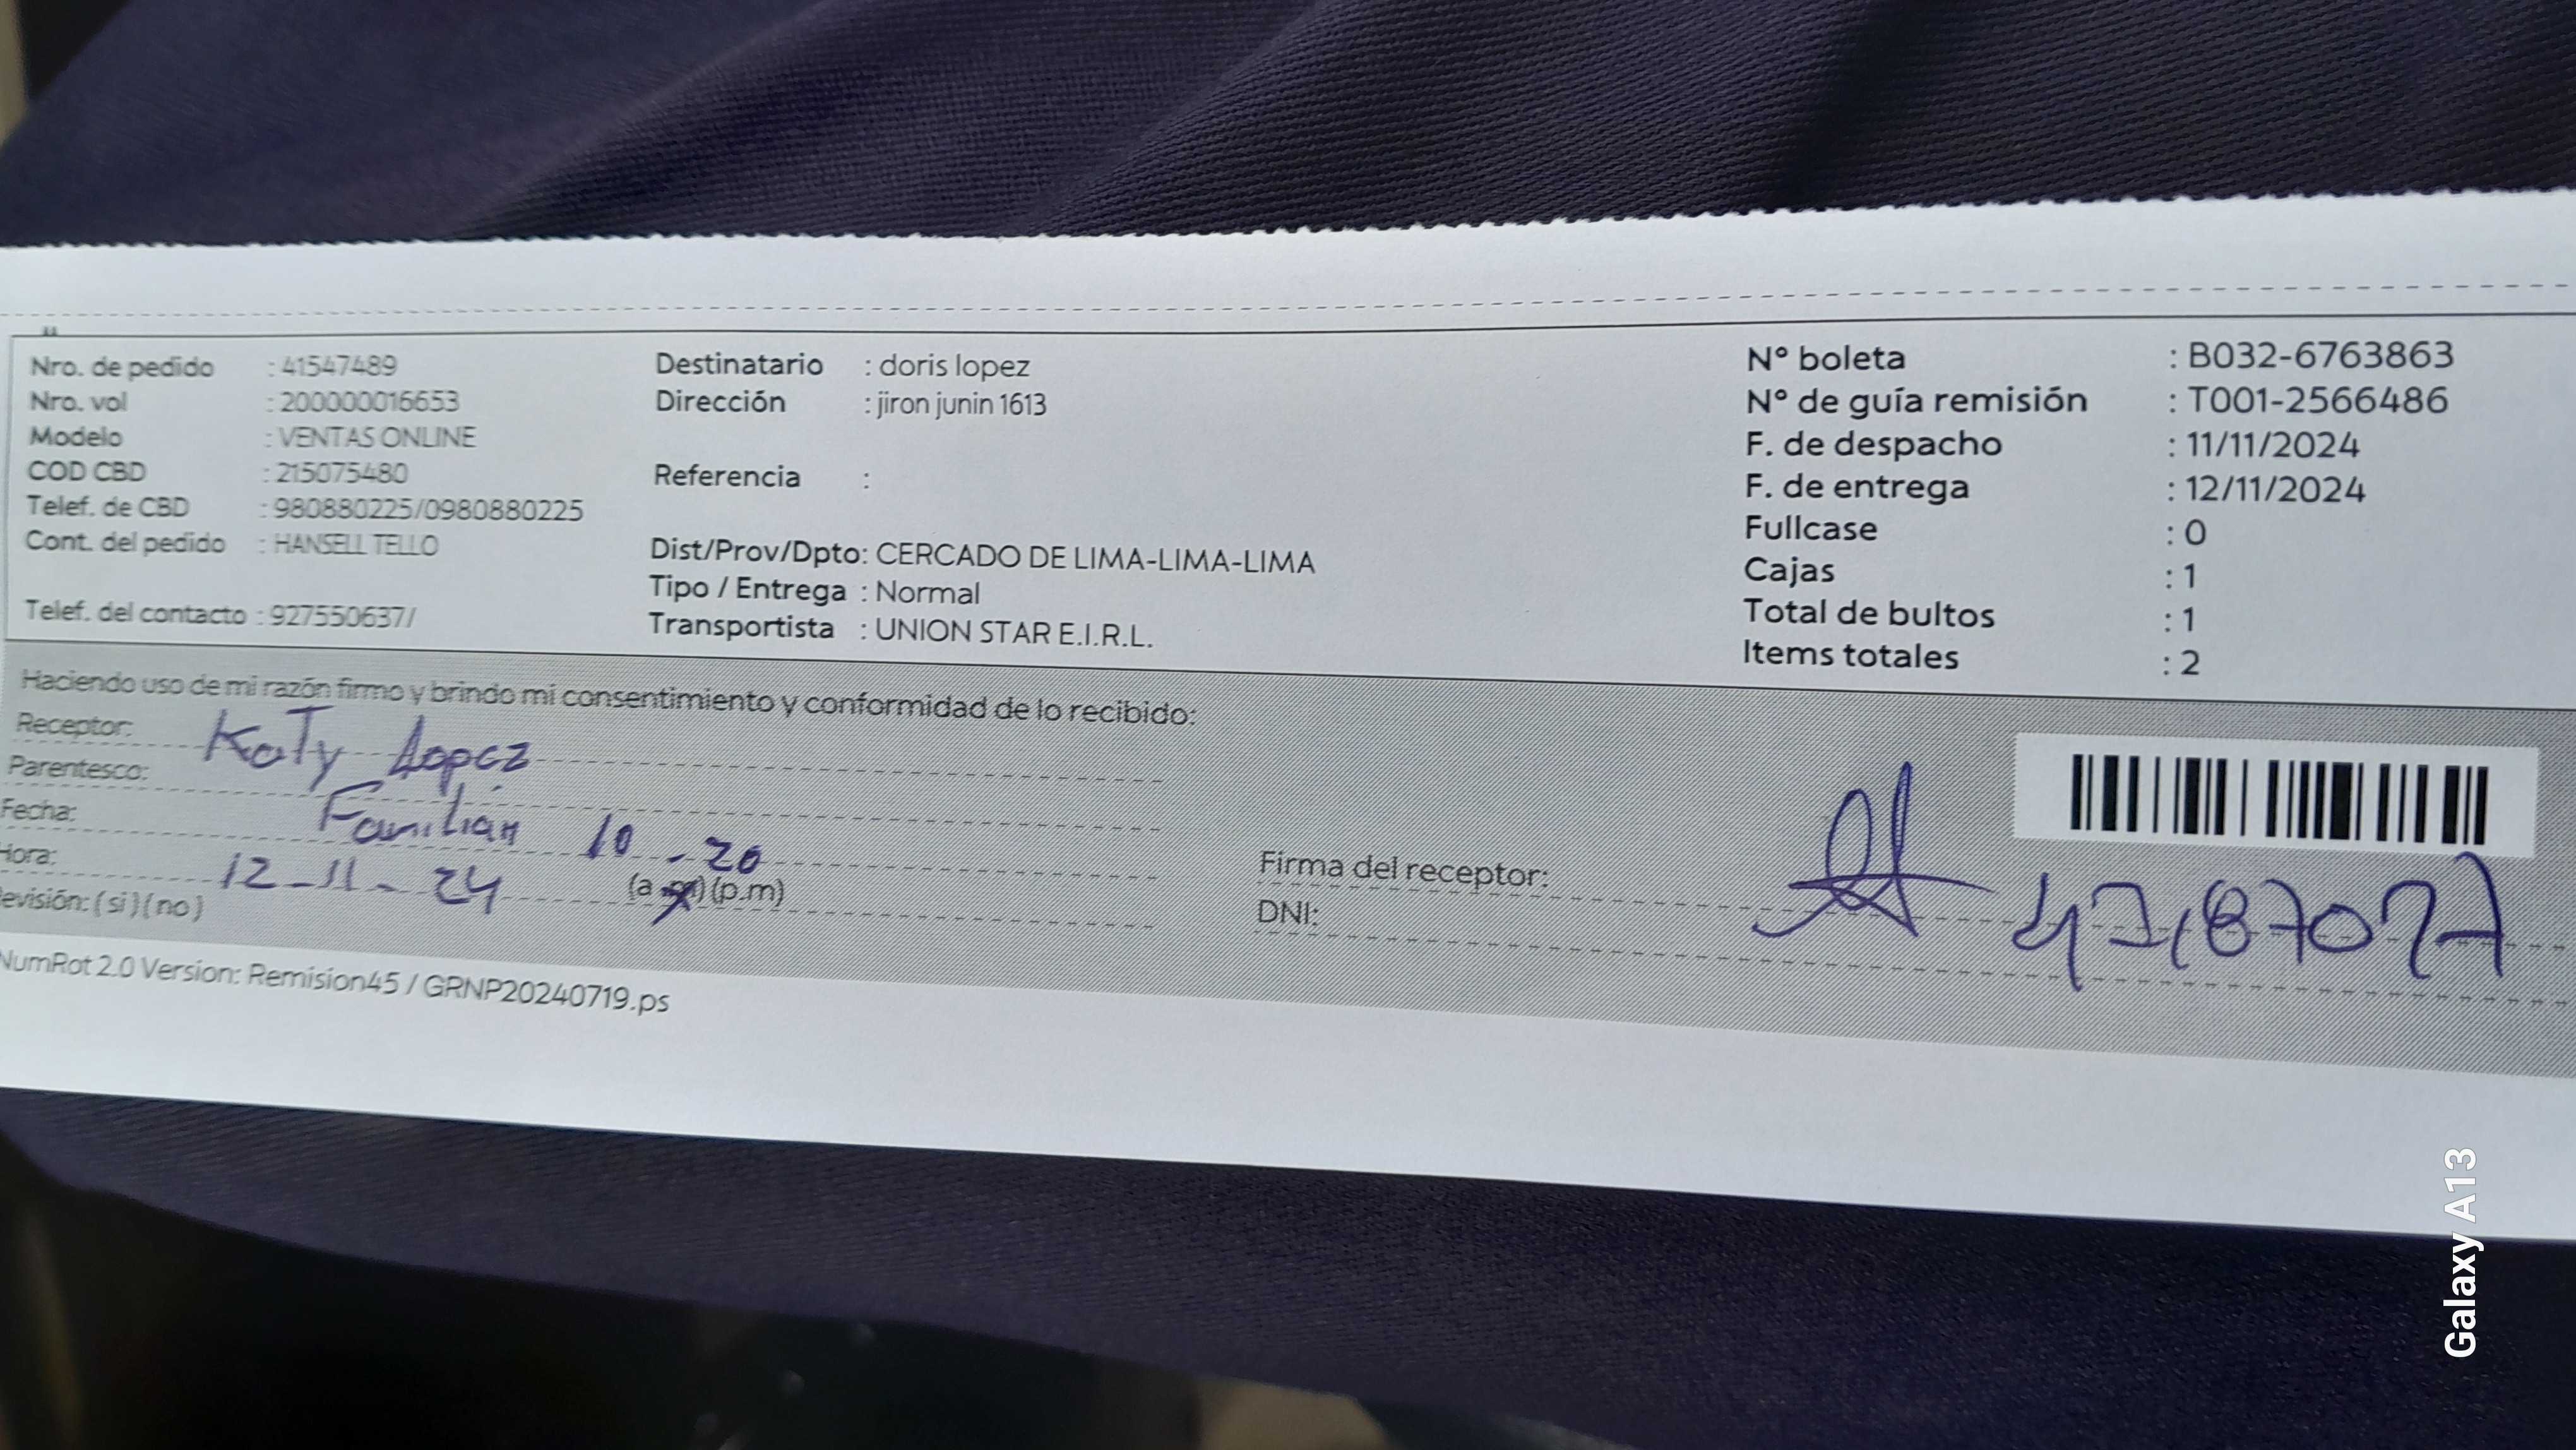 Nro. de pedido : 41547489
Nro. vol : 200000016653
Modelo : VENTAS ONLINE
COD CBD : 215075480
Telef. de CBD : 980880225/0980880225
Cont. del pedido : HANSELL TELLO
Telef. del contacto : 927550637/
Destinatario : doris lopez
Dirección : jiron junin 1613
Referencia :
Dist/Prov/Dpto: CERCADO DE LIMA-LIMA-LIMA
Tipo / Entrega : Normal
Transportista : UNION STAR E.I.R.L.
N° boleta : B032-6763863
N° de guía remisión : T001-2566486
F. de despacho : 11/11/2024
F. de entrega : 12/11/2024
Fullcase : 0
Cajas : 1
Total de bultos : 1
Items totales : 2
Haciendo uso de mi razón firmo y brindo mi consentimiento y conformidad de lo recibido:
Receptor: Katy Lopez
Parentesco: Familiar
Fecha: 12-11-24
Hora: 10-20 (a.m) (p.m)
evisión: ( si ) ( no )
Firma del receptor:
DNI:
NumRot 2.0 Version: Remision45 / GRNP20240719.ps
Galaxy A13